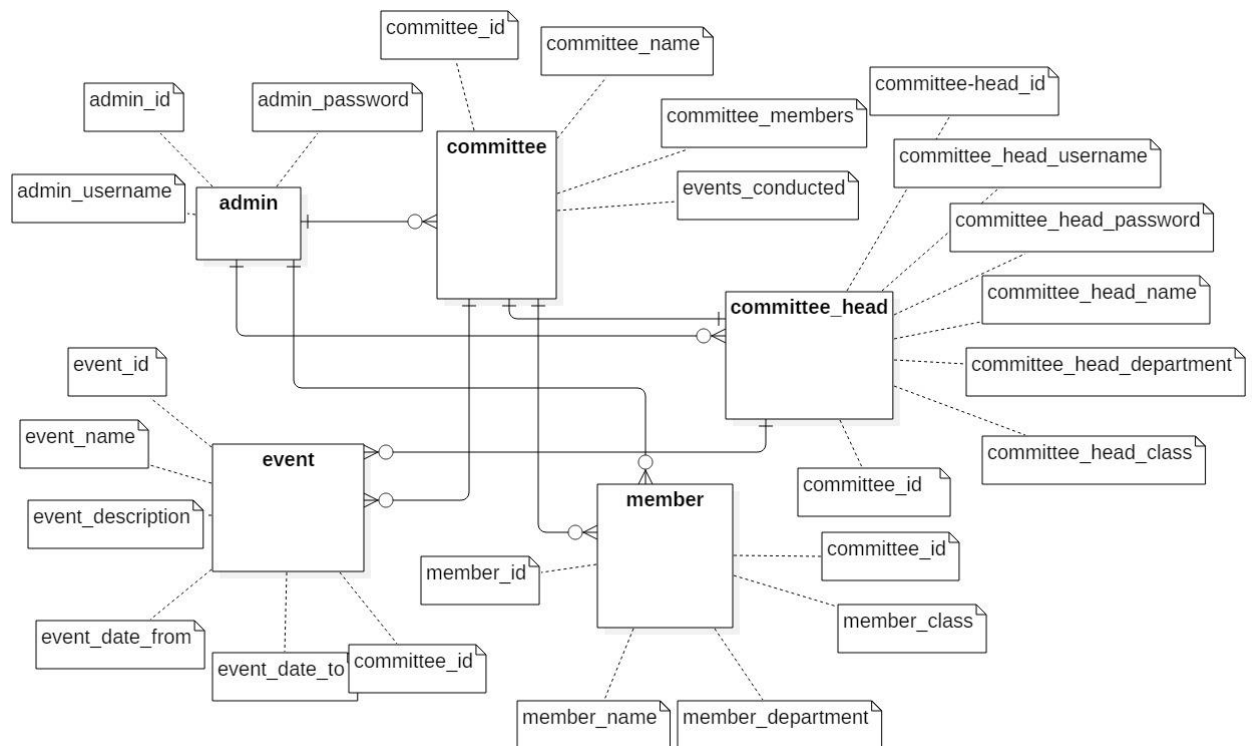 committee_id
committee_name
committee-head_id
admin_id
admin_password
committee_members
committee
committee_head_username
admin_username
admin
events_conducted
committee_head_password
committee_head_name
committee_head
event_id
committee_head_department
event_name
event
committee_head_class
committee_id
member
event_description
committee_id
member_id
member_class
event_date_from
event_date_to
committee_id
member_name
member_department